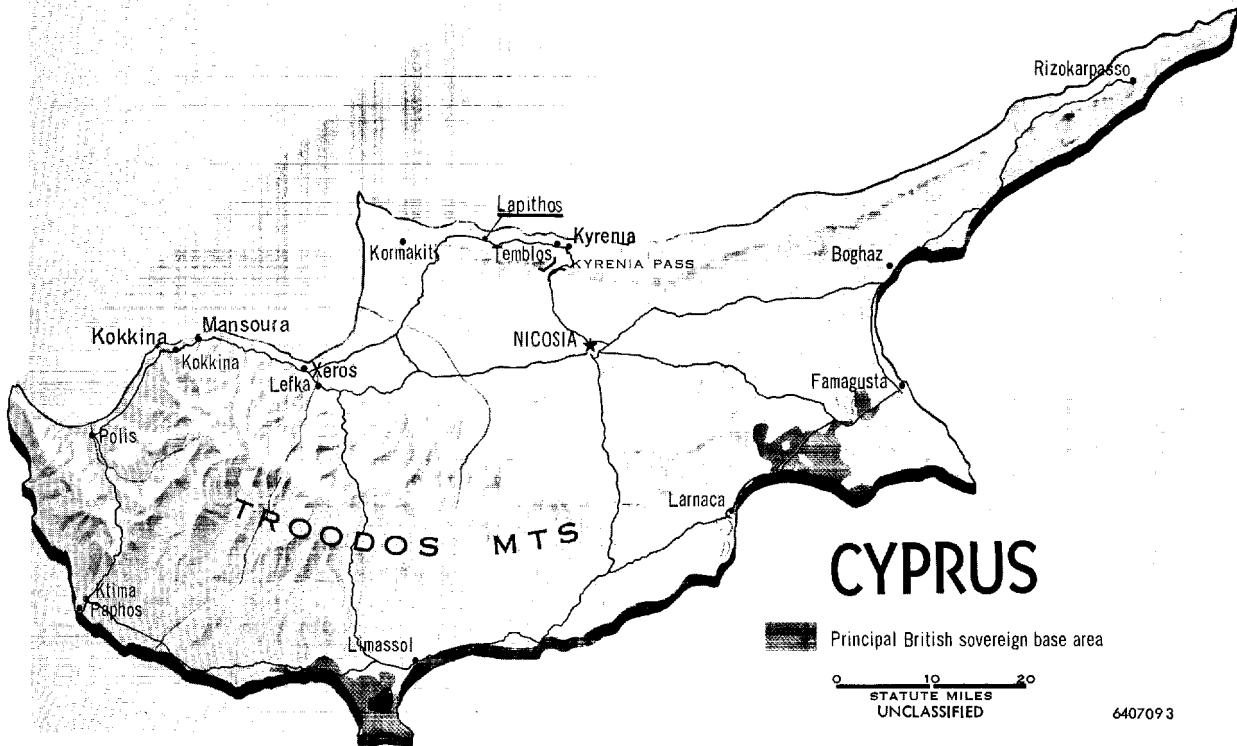 Rizokarpasso
Lapithos
Kormakiti
Temblos
Kyrenia
KYRENIA PASS
Boghaz
Kokkina
Mansoura
Kokkina
NICOSIA
Xeros
Lefka
Famagusta
Polis
Larnaca
TROODOS MTS
CYPRUS
Ktima
Paphos
Limassol
Principal British sovereign base area
0 10 20
STATUTE MILES
UNCLASSIFIED
6407093